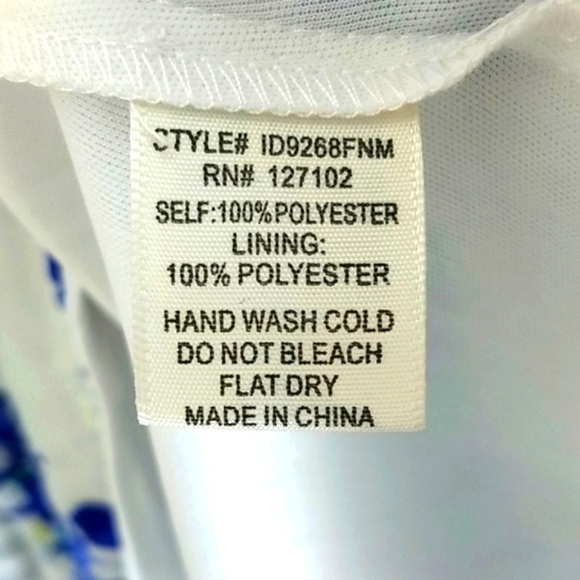 STYLE# ID9268FNM
RN# 127102
SELF:100% POLYESTER
LINING:
100% POLYESTER
HAND WASH COLD
DO NOT BLEACH
FLAT DRY
MADE IN CHINA